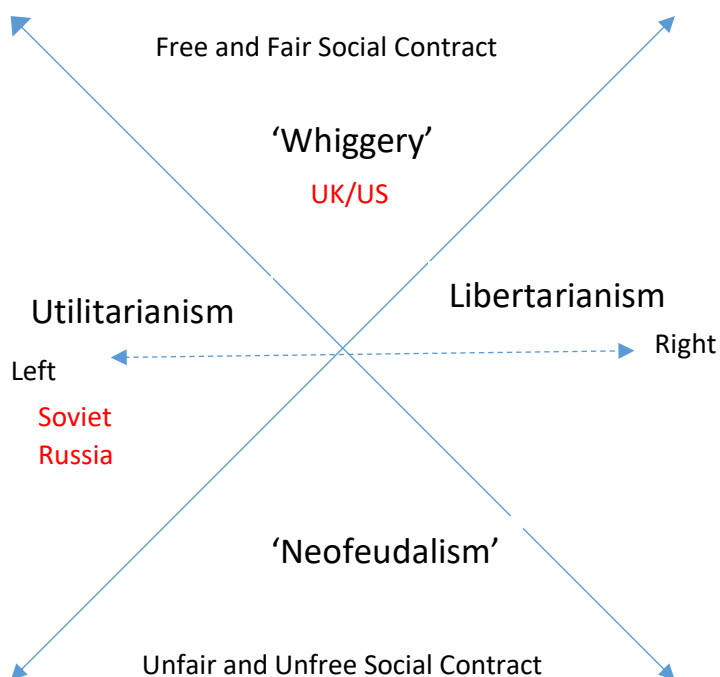 Free and Fair Social Contract
‘Whiggery’
UK/US
Libertarianism
Utilitarianism
Right
Left
Soviet
Russia
‘Neofeudalism’
Unfair and Unfree Social Contract